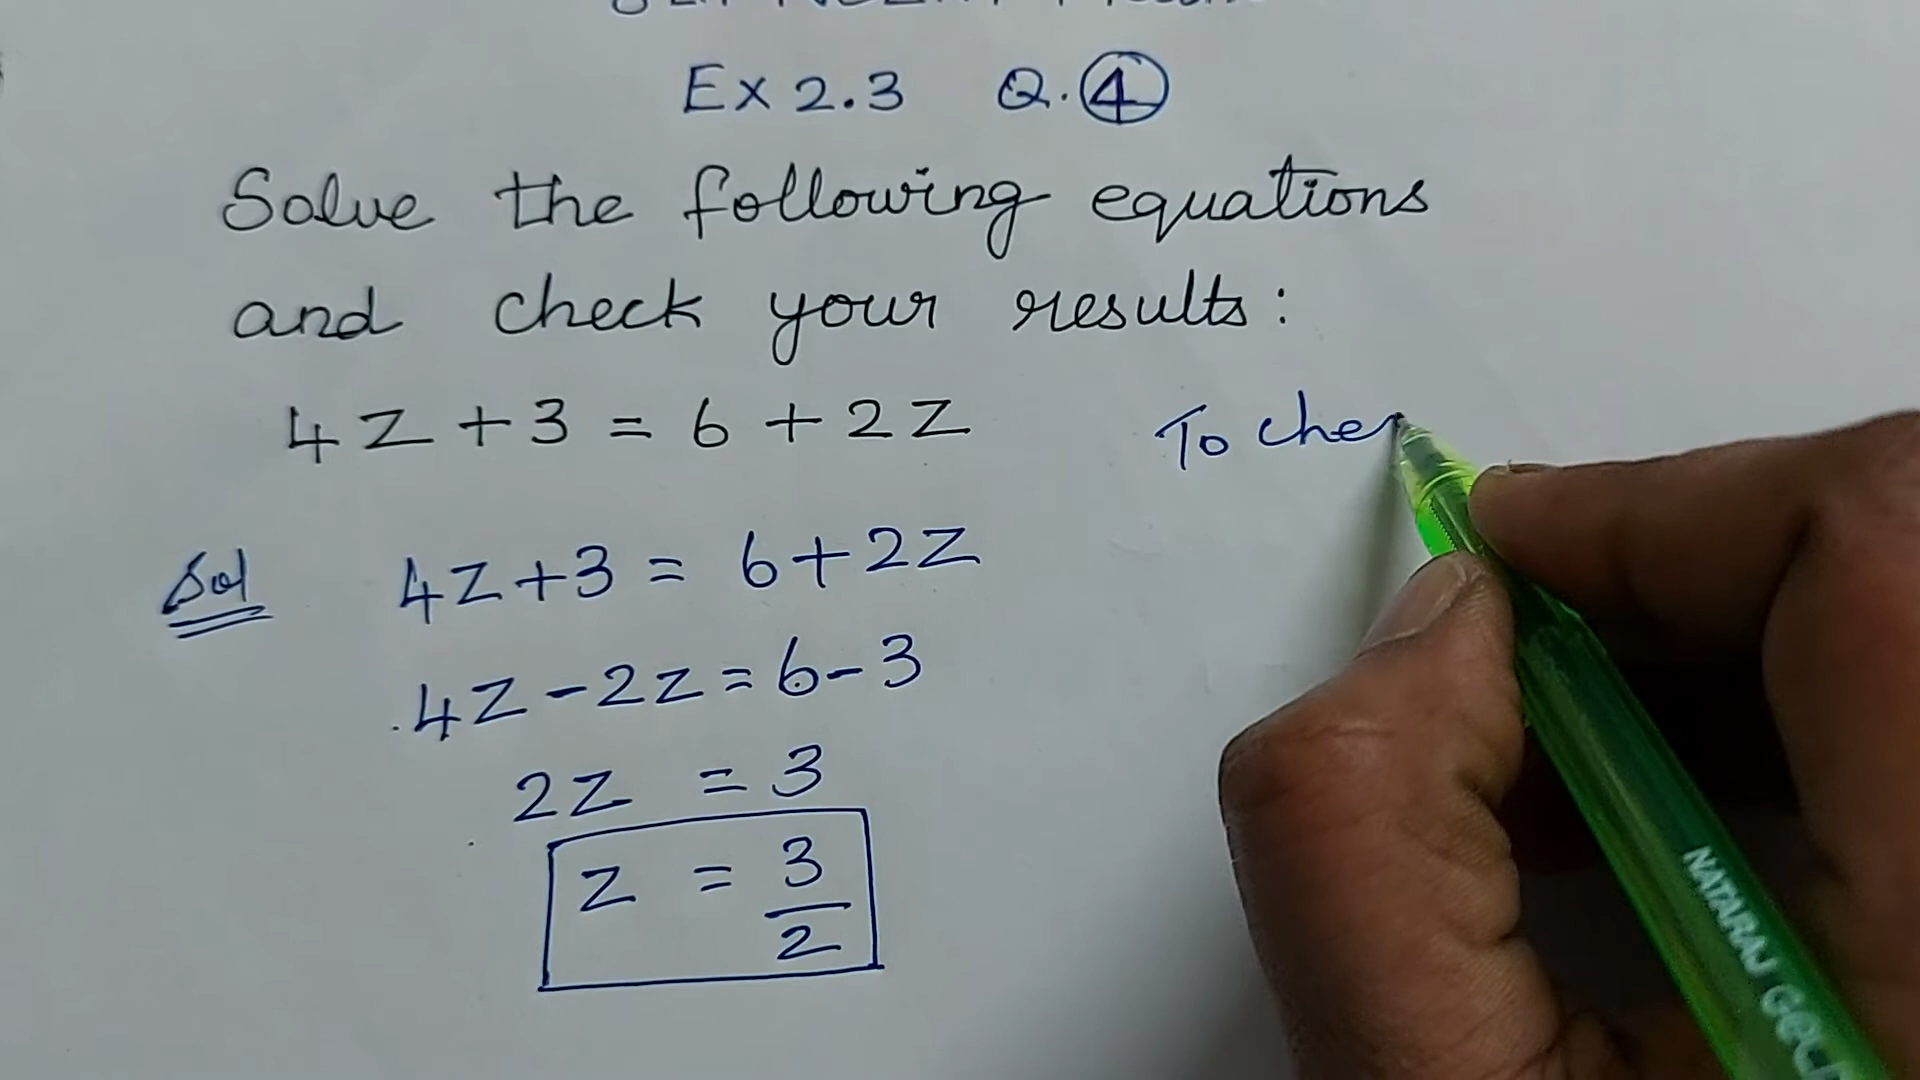 Ex 2.3 Q. 4
Solve the following equations
and check your results:
4z + 3 = 6 + 2z
To che
Sol 4z + 3 = 6 + 2z
4z - 2z = 6 - 3
2z = 3
z = 3/2
NATARAJ